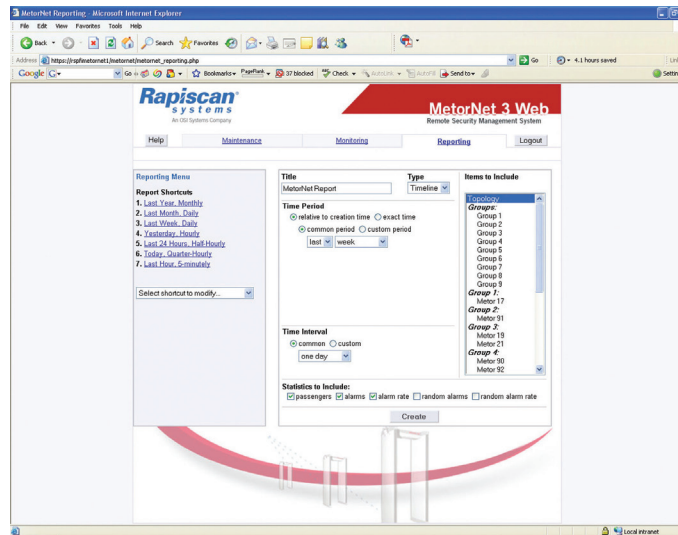 MetorNet Reporting - Microsoft Internet Explorer
File Edit View Favorites Tools Help
Back Search Favorites
Address https://rspfimetornet1/metornet/metornet_reporting.php Go 4.1 hours saved
Google G Go Bookmarks PageRank 37 blocked Check AutoLink AutoFill Send to
Rapiscan
systems
An OSI Systems Company
MetorNet 3 Web
Remote Security Management System
Help Maintenance Monitoring Reporting Logout
Reporting Menu
Report Shortcuts
1. Last Year, Monthly
2. Last Month, Daily
3. Last Week, Daily
4. Yesterday, Hourly
5. Last 24 Hours, Half-Hourly
6. Today, Quarter-Hourly
7. Last Hour, 5-minutely
Select shortcut to modify...
Title Type
MetorNet Report Timeline
Time Period
relative to creation time exact time
common period custom period
last week
Time Interval
common custom
one day
Items to Include
Topology
Groups:
Group 1
Group 2
Group 3
Group 4
Group 5
Group 6
Group 7
Group 8
Group 9
Group 1:
Metor 17
Group 2:
Metor 91
Group 3:
Metor 19
Metor 21
Group 4:
Metor 90
Metor 92
Statistics to Include:
passengers alarms alarm rate random alarms random alarm rate
Create
Local intranet